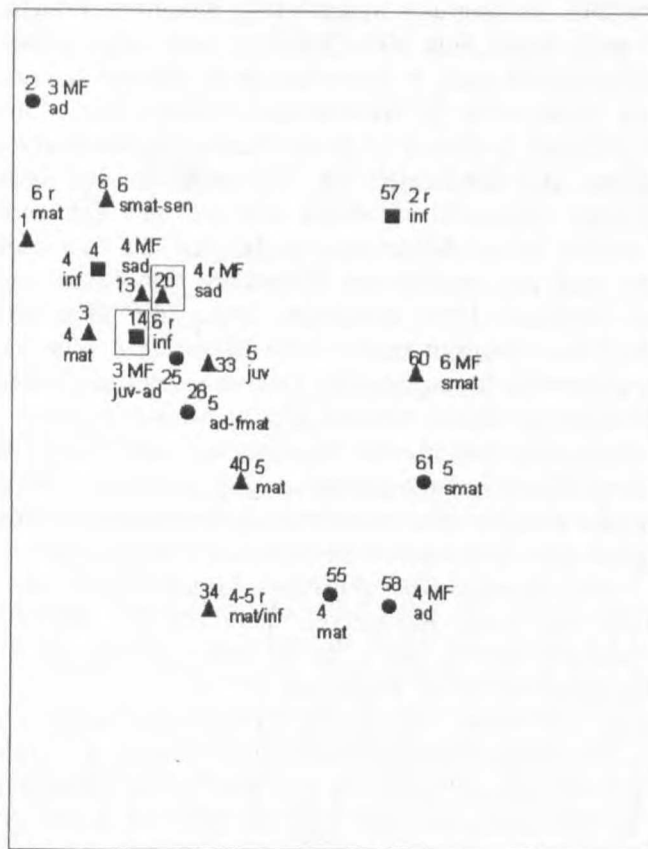 2 3 MF
ad
6 r
mat
1
6 6
smat-sen
57 2 r
inf
4
4
inf
4 MF
sad
13
20
4 r MF
sad
3
4
mat
14 6 r
inf
3 MF
juv-ad
25
33 5
juv
28 5
ad-fmat
60 6 MF
smat
40 5
mat
61 5
smat
34 4-5 r
mat/inf
55
4
mat
58 4 MF
ad